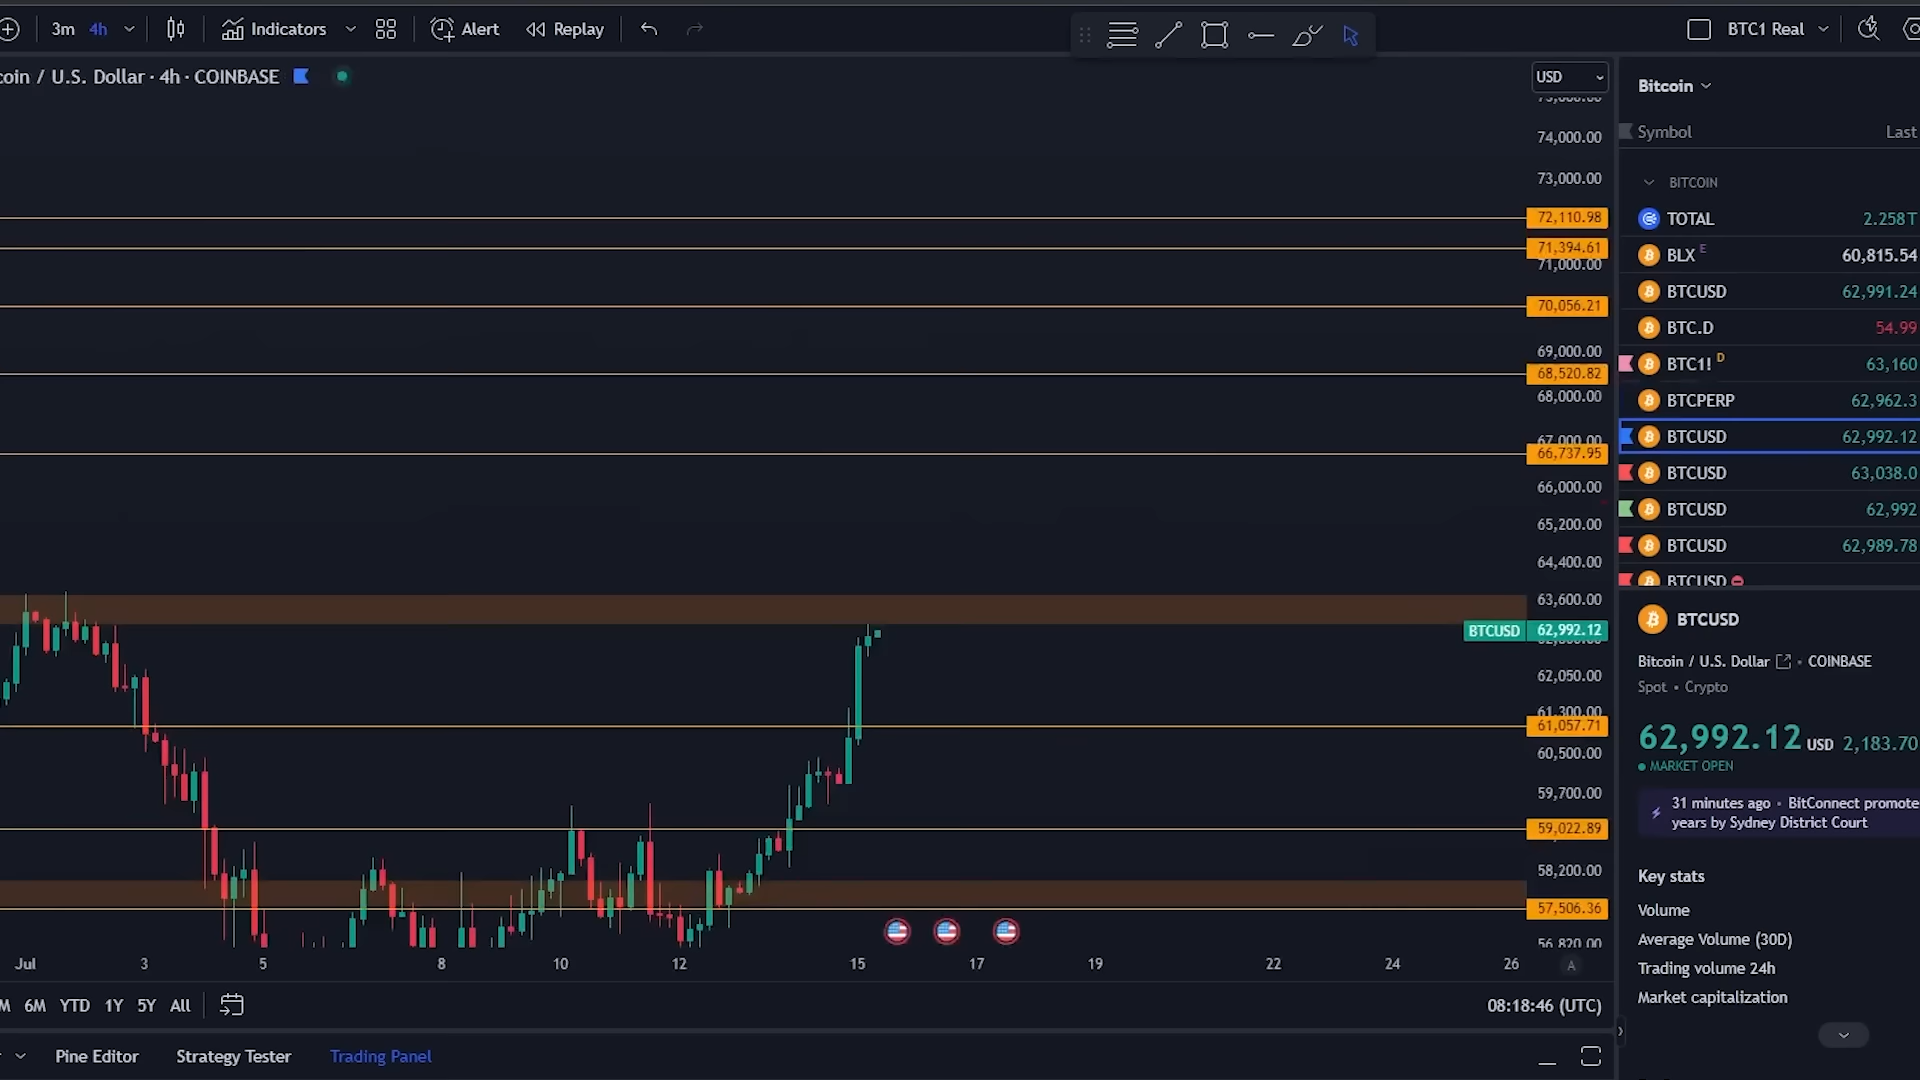 3m 4h Indicators Alert Replay BTC1 Real
coin / U.S. Dollar · 4h · COINBASE
USD
74,000.00
73,000.00
72,110.98
71,394.61
71,000.00
70,056.21
69,000.00
68,520.82
68,000.00
67,000.00
66,737.95
66,000.00
65,200.00
64,400.00
63,600.00
BTCUSD 62,992.12
62,050.00
61,300.00
61,057.71
60,500.00
59,700.00
59,022.89
58,200.00
57,506.36
56,820.00
Jul 3 5 8 10 12 15 17 19 22 24 26 A
M 6M YTD 1Y 5Y All
08:18:46 (UTC)
Pine Editor Strategy Tester Trading Panel
Bitcoin
Symbol Last
BITCOIN
TOTAL 2.258T
BLX E 60,815.54
BTCUSD 62,991.24
BTC.D 54.99
BTC1! D 63,160
BTCPERP 62,962.3
BTCUSD 62,992.12
BTCUSD 63,038.0
BTCUSD 62,992
BTCUSD 62,989.78
BTCUSD
BTCUSD
Bitcoin / U.S. Dollar · COINBASE
Spot • Crypto
62,992.12 USD 2,183.70
MARKET OPEN
31 minutes ago · BitConnect promote
years by Sydney District Court
Key stats
Volume
Average Volume (30D)
Trading volume 24h
Market capitalization